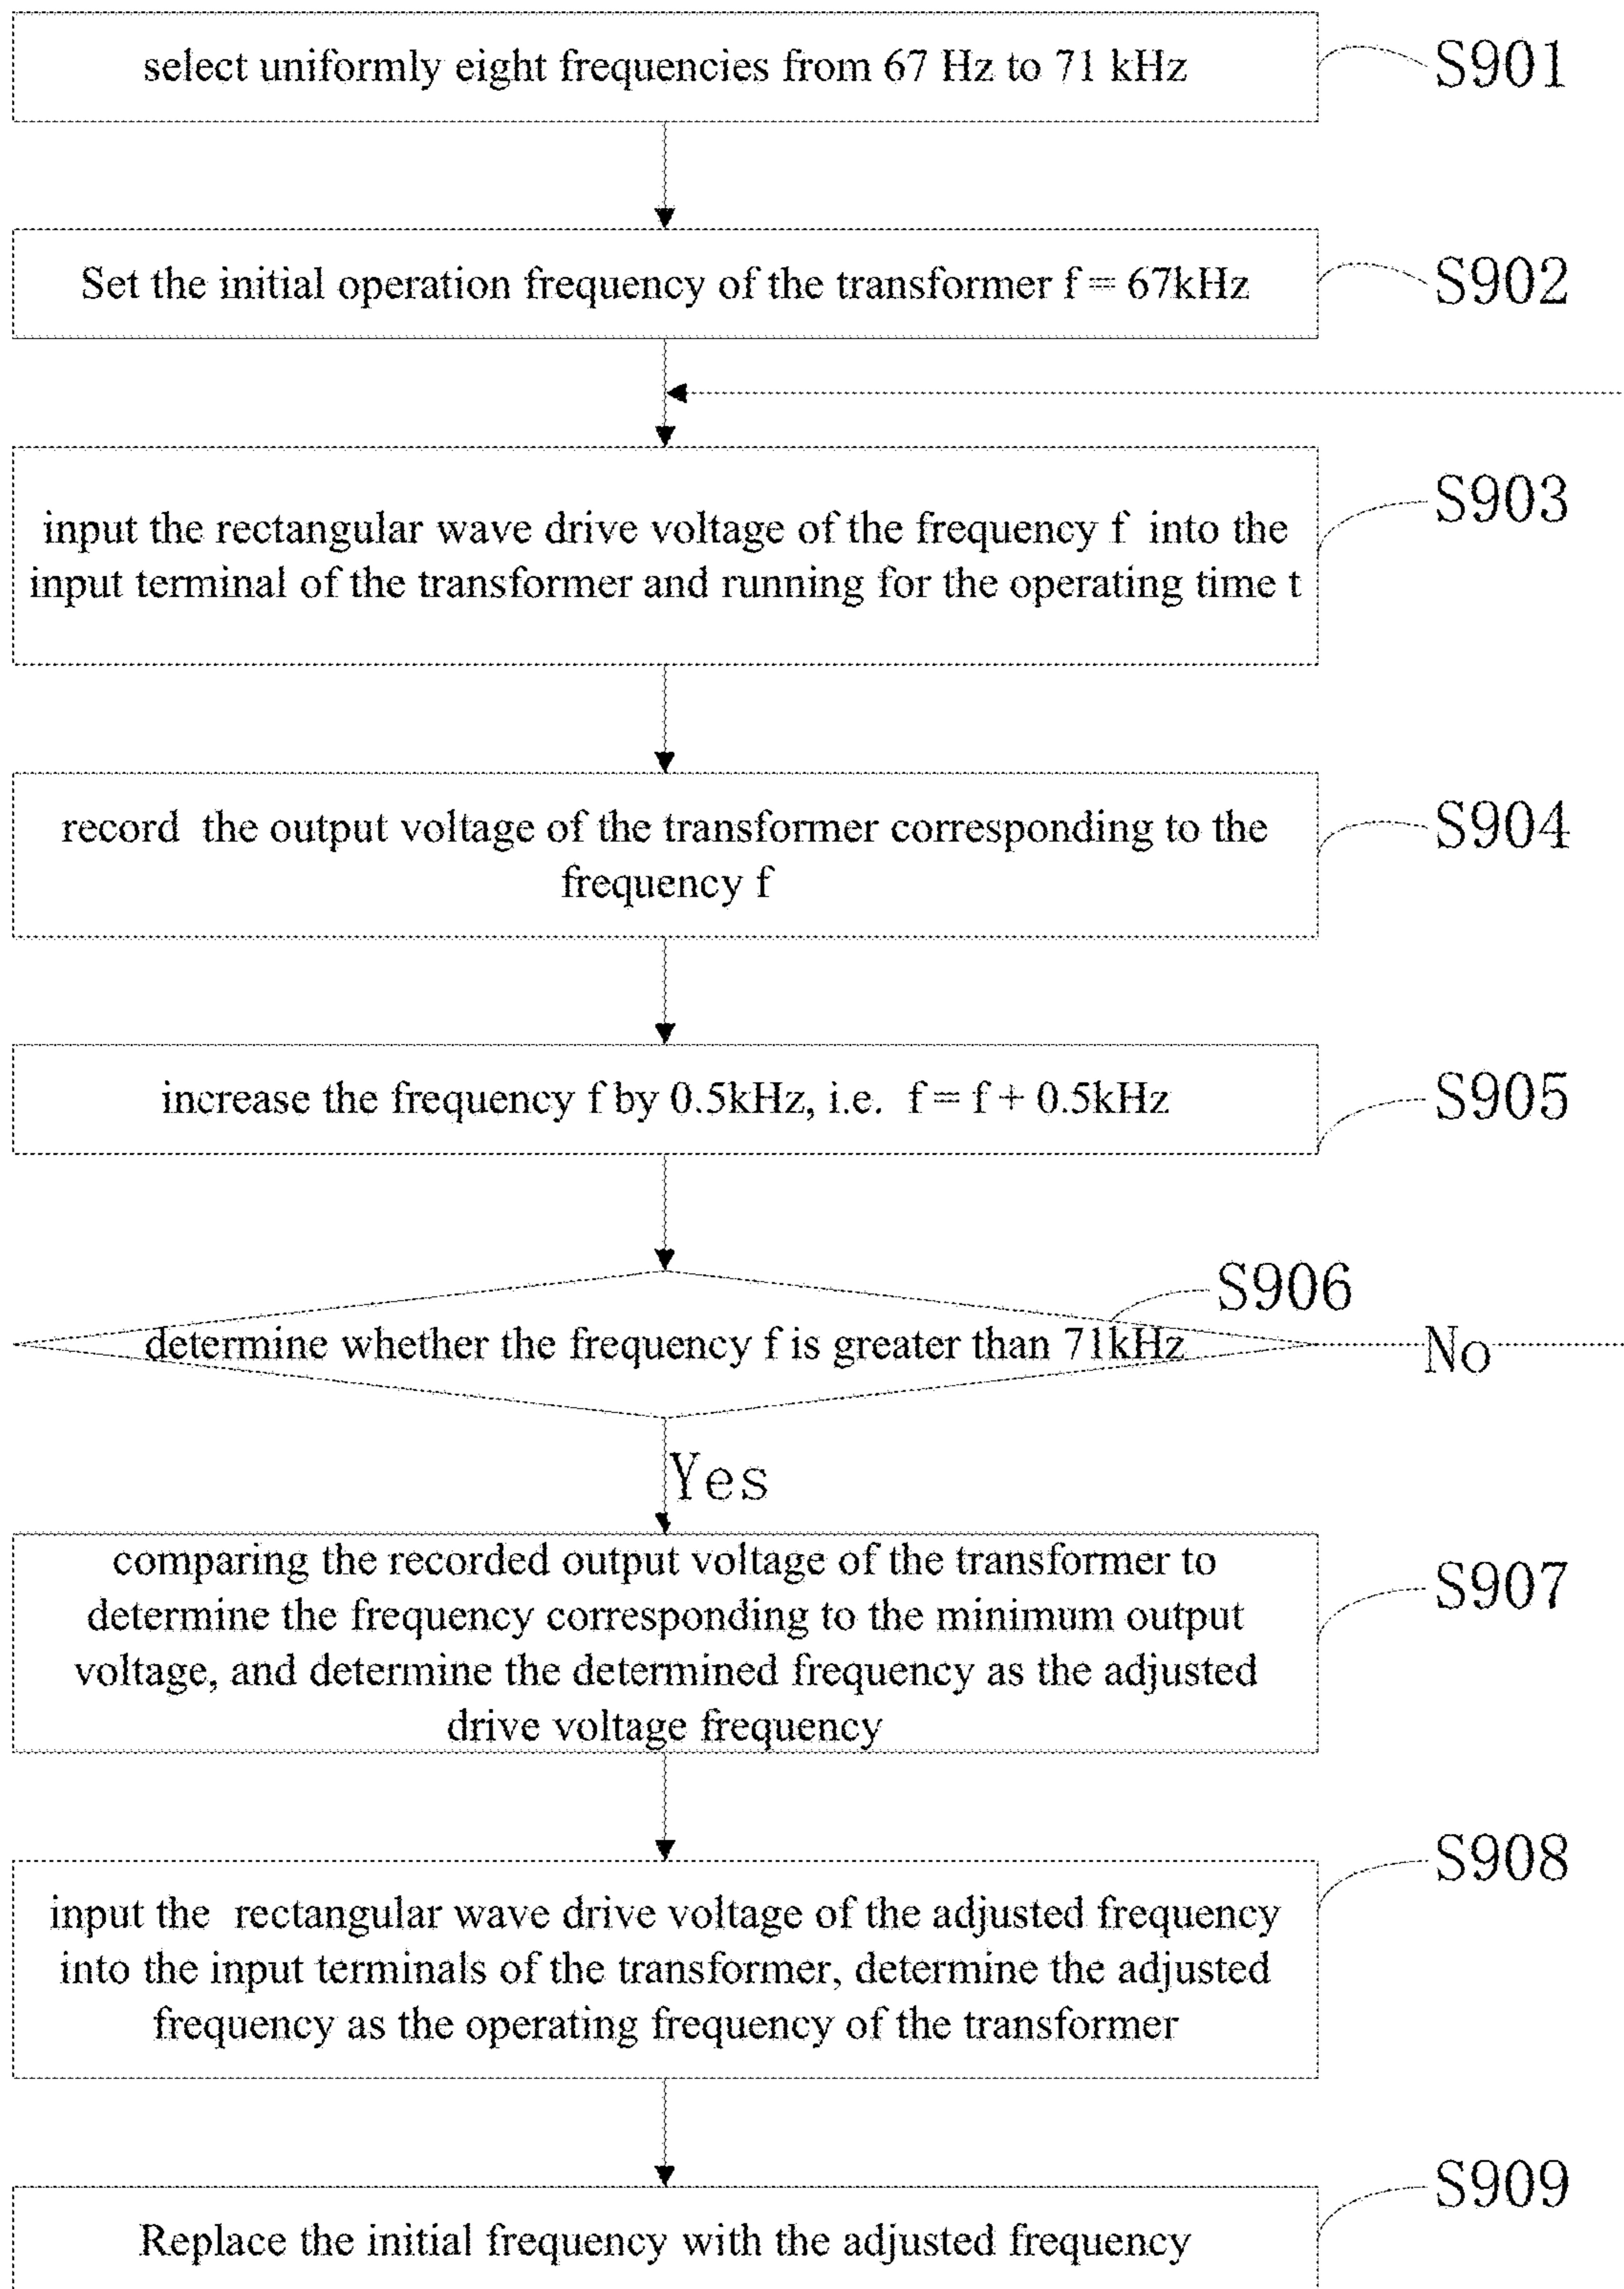 select uniformly eight frequencies from 67 Hz to 71 kHz
S901
Set the initial operation frequency of the transformer f = 67kHz
S902
input the rectangular wave drive voltage of the frequency f into the
input terminal of the transformer and running for the operating time t
S903
record the output voltage of the transformer corresponding to the
frequency f
S904
increase the frequency f by 0.5kHz, i.e. f = f + 0.5kHz
S905
S906
determine whether the frequency f is greater than 71kHz
No
Yes
comparing the recorded output voltage of the transformer to
determine the frequency corresponding to the minimum output
voltage, and determine the determined frequency as the adjusted
drive voltage frequency
S907
input the rectangular wave drive voltage of the adjusted frequency
into the input terminals of the transformer, determine the adjusted
frequency as the operating frequency of the transformer
S908
Replace the initial frequency with the adjusted frequency
S909